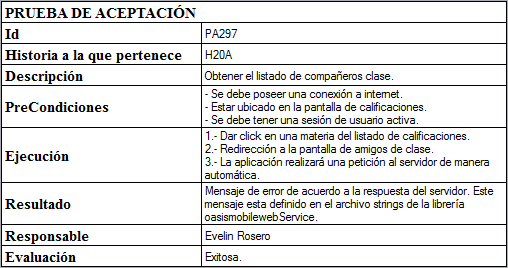 PRUEBA DE ACEPTACIÓN
Id PA297
Historia a la que pertenece H20A
Descripción Obtener el listado de compañeros clase.
PreCondiciones - Se debe poseer una conexión a internet.
- Estar ubicado en la pantalla de calificaciones.
- Se debe tener una sesión de usuario activa.
Ejecución 1.- Dar click en una materia del listado de calificaciones.
2.- Redirección a la pantalla de amigos de clase.
3.- La aplicación realizará una petición al servidor de manera
automática.
Resultado Mensaje de error de acuerdo a la respuesta del servidor. Este
mensaje esta definido en el archivo strings de la librería
oasismobilewebService.
Responsable Evelin Rosero
Evaluación Exitosa.